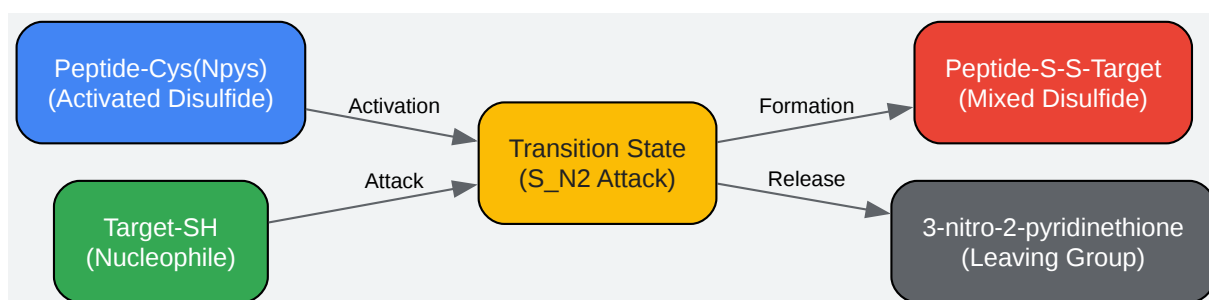 Peptide-Cys(Npys)
(Activated Disulfide)
Activation
Target-SH
(Nucleophile)
Attack
Transition State
(S_N2 Attack)
Formation
Peptide-S-S-Target
(Mixed Disulfide)
Release
3-nitro-2-pyridinethione
(Leaving Group)